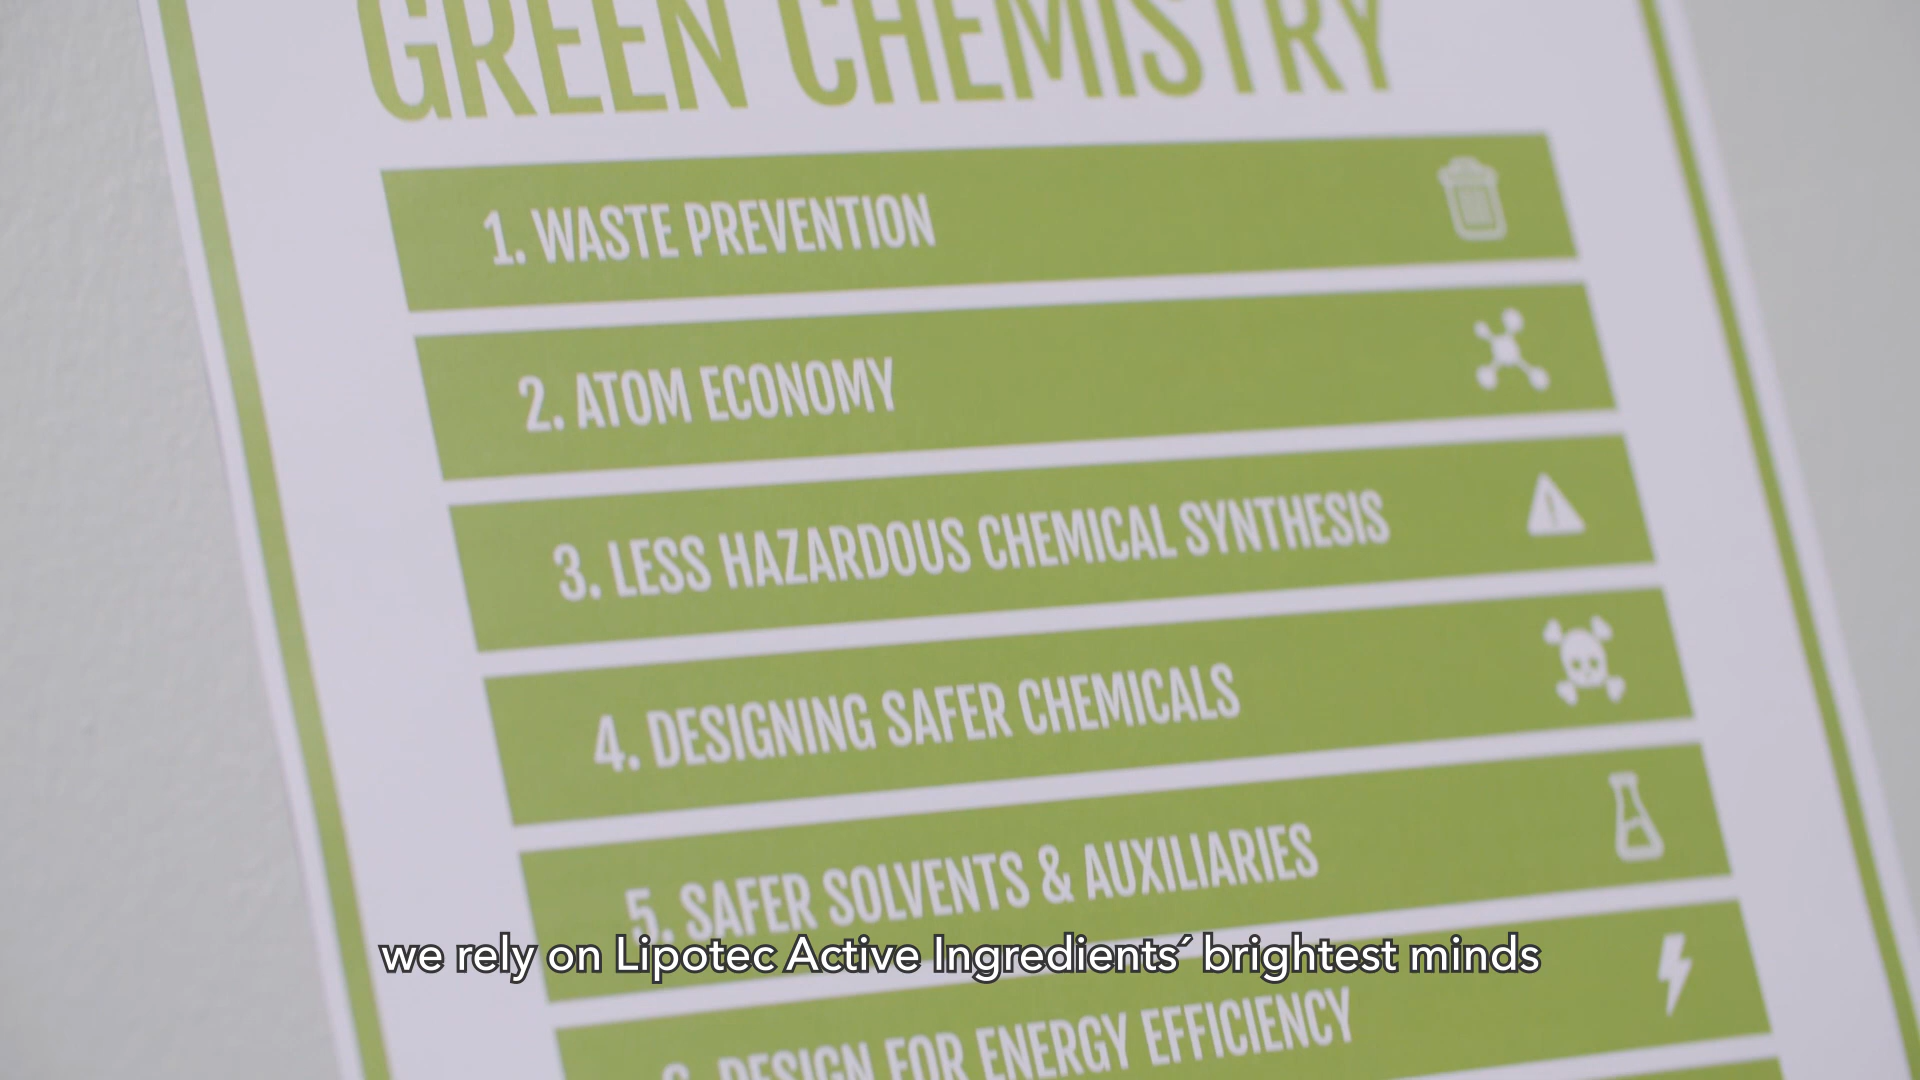 GREEN CHEMISTRY
1. WASTE PREVENTION
2. ATOM ECONOMY
3. LESS HAZARDOUS CHEMICAL SYNTHESIS
4. DESIGNING SAFER CHEMICALS
5. SAFER SOLVENTS & AUXILIARIES
we rely on Lipotec Active Ingredients´ brightest minds
6. DESIGN FOR ENERGY EFFICIENCY